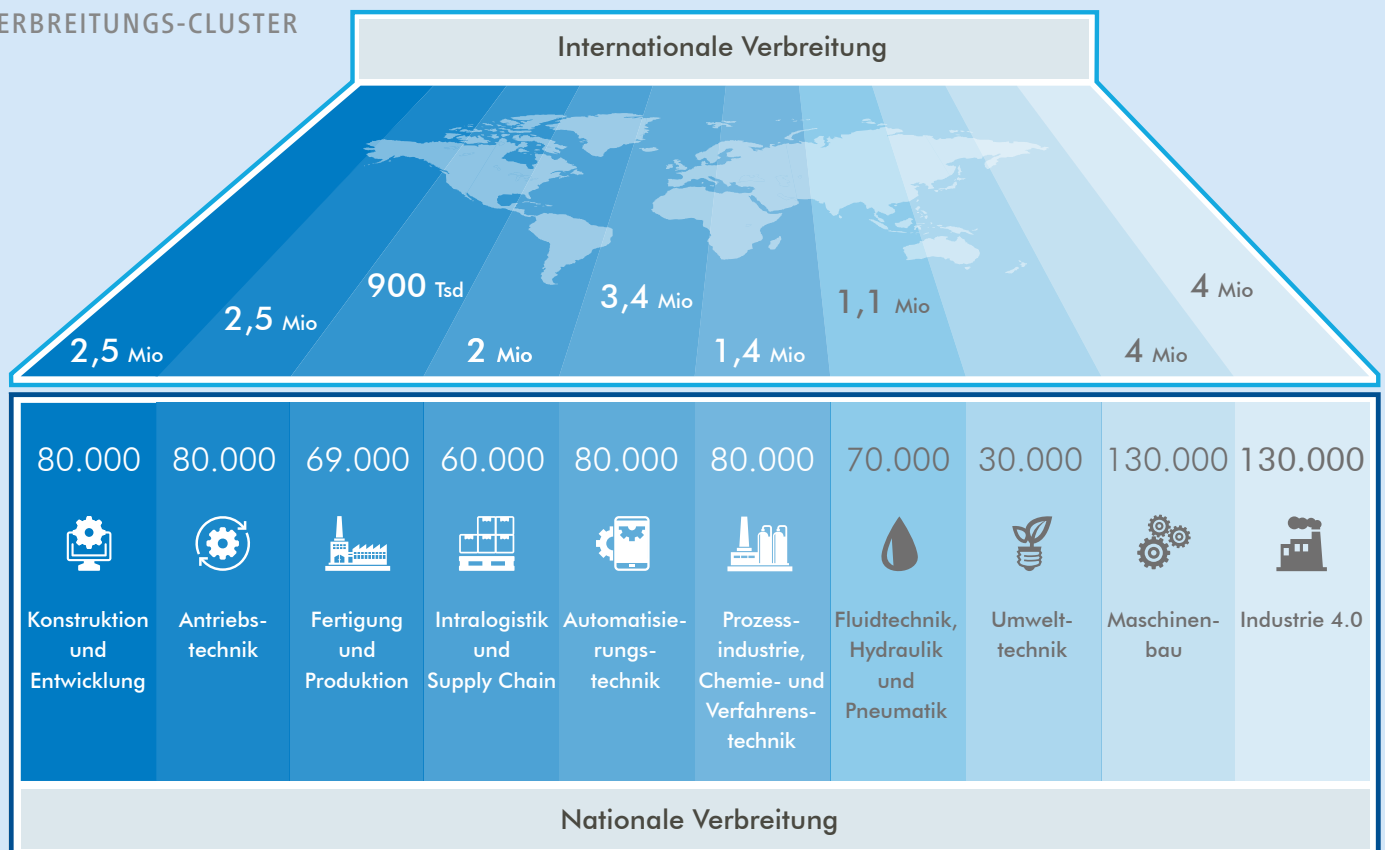 ERBREITUNGS-CLUSTER
Internationale Verbreitung
2,5 Mio
2,5 Mio
900 Tsd
2 Mio
3,4 Mio
1,4 Mio
1,1 Mio
4 Mio
4 Mio
80.000
80.000
69.000
60.000
80.000
80.000
70.000
30.000
130.000
130.000
Konstruktion
und
Entwicklung
Antriebs-
technik
Fertigung
und
Produktion
Intralogistik
und
Supply Chain
Automatisie-
rungs-
technik
Prozess-
industrie,
Chemie- und
Verfahrens-
technik
Fluidtechnik,
Hydraulik
und
Pneumatik
Umwelt-
technik
Maschinen-
bau
Industrie 4.0
Nationale Verbreitung